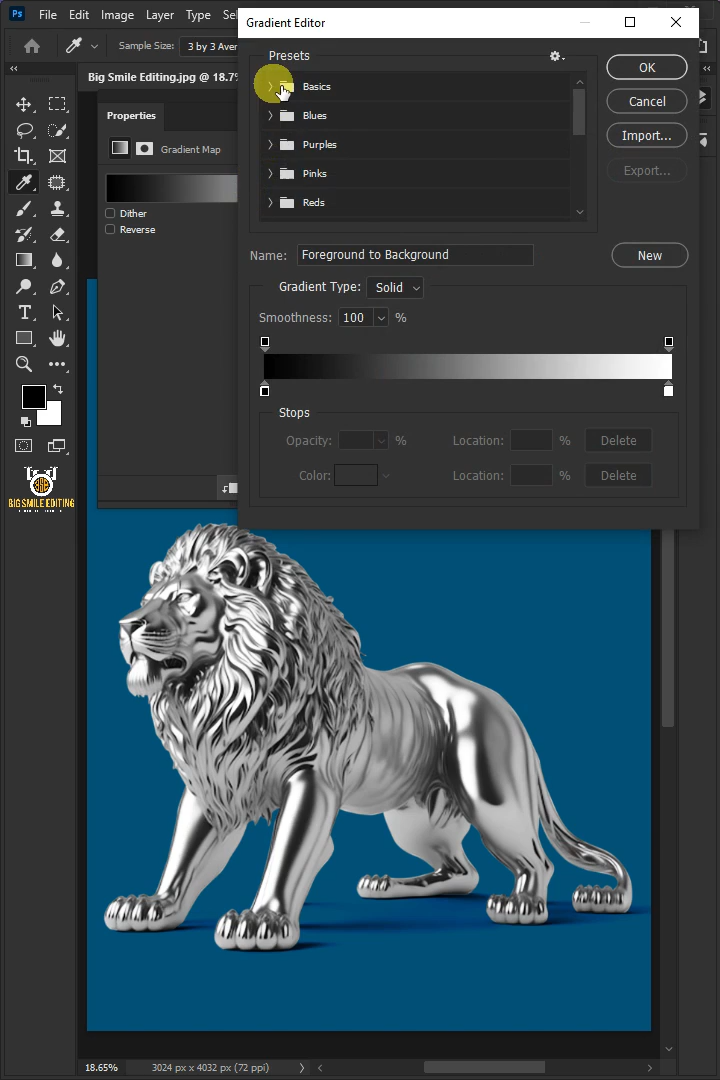 Ps File Edit Image Layer Type Sel
Gradient Editor
Sample Size: 3 by 3 Aver
Presets
OK
Big Smile Editing.jpg @ 18.7%
Basics
Cancel
Properties
Blues
Import...
Gradient Map
Purples
Pinks
Export...
Reds
Dither
Reverse
Name: Foreground to Background
New
Gradient Type: Solid
Smoothness: 100 %
Stops
Opacity: % Location: % Delete
Color: Location: % Delete
BIG SMILE EDITING
18.65% 3024 px x 4032 px (72 ppi)